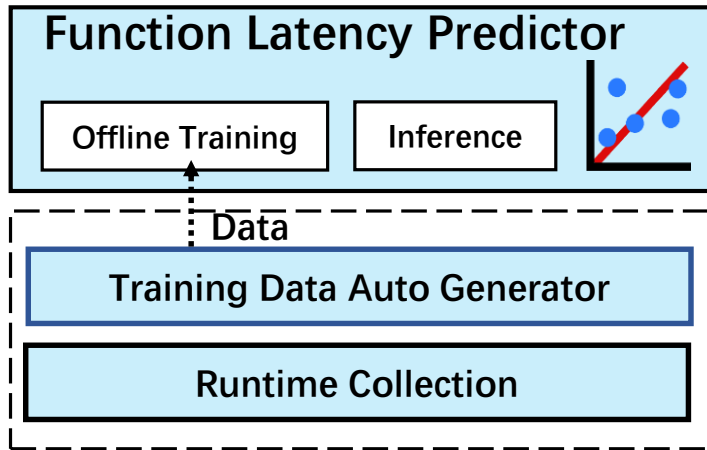 Function Latency Predictor
Offline Training
Inference
Data
Training Data Auto Generator
Runtime Collection